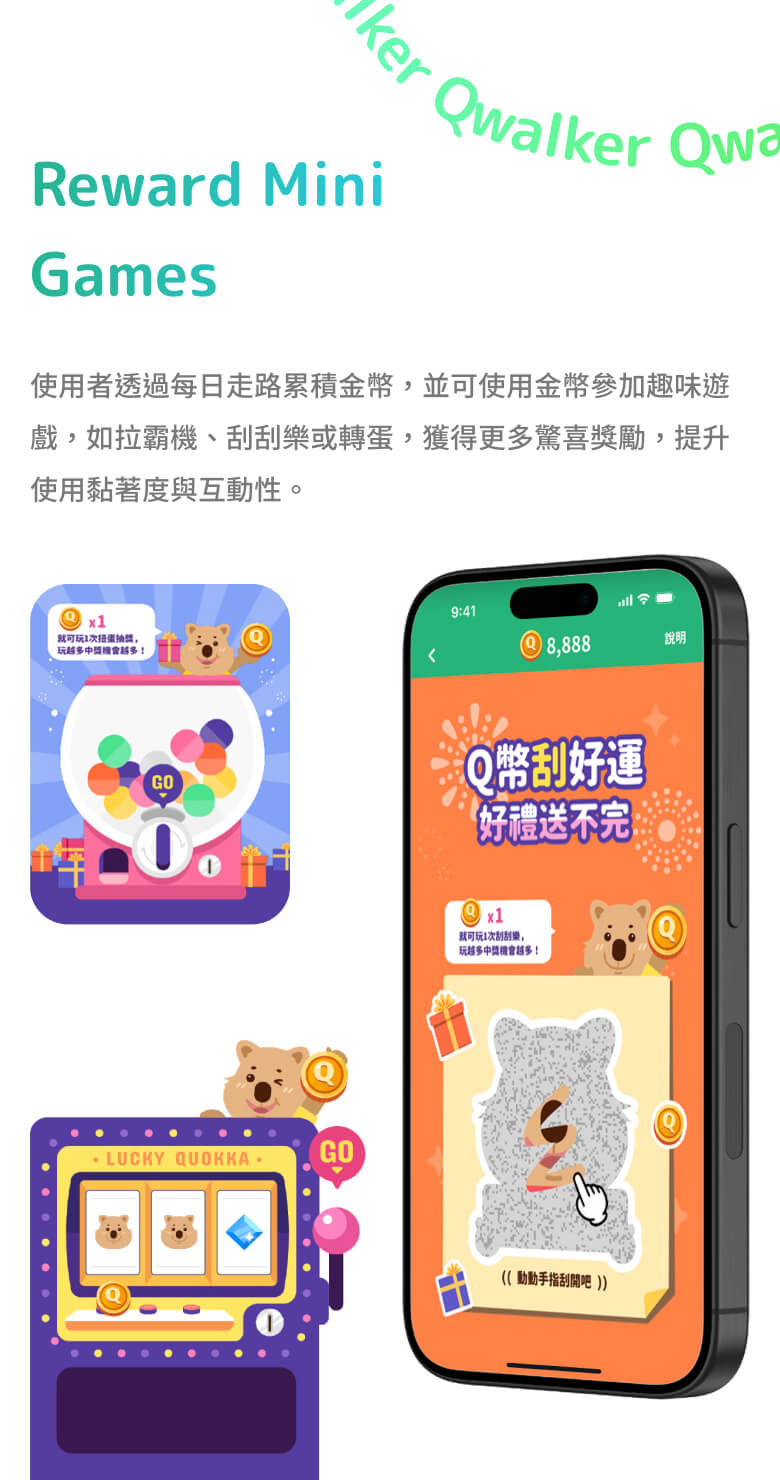 lker Qwalker Qwa
Reward Mini
Games
使用者透過每日走路累積金幣，並可使用金幣參加趣味遊
戲，如拉霸機、刮刮樂或轉蛋，獲得更多驚喜獎勵，提升
使用黏著度與互動性。
Q x1
就可玩1次扭蛋抽獎，
玩越多中獎機會越多！
Q
GO
9:41
Q 8,888
說明
Q幣刮好運
好禮送不完
Q x1
就可玩1次刮刮樂，
玩越多中獎機會越多！
Q
Q
(( 動動手指刮開吧 ))
Q
• LUCKY QUOKKA •
GO
Q